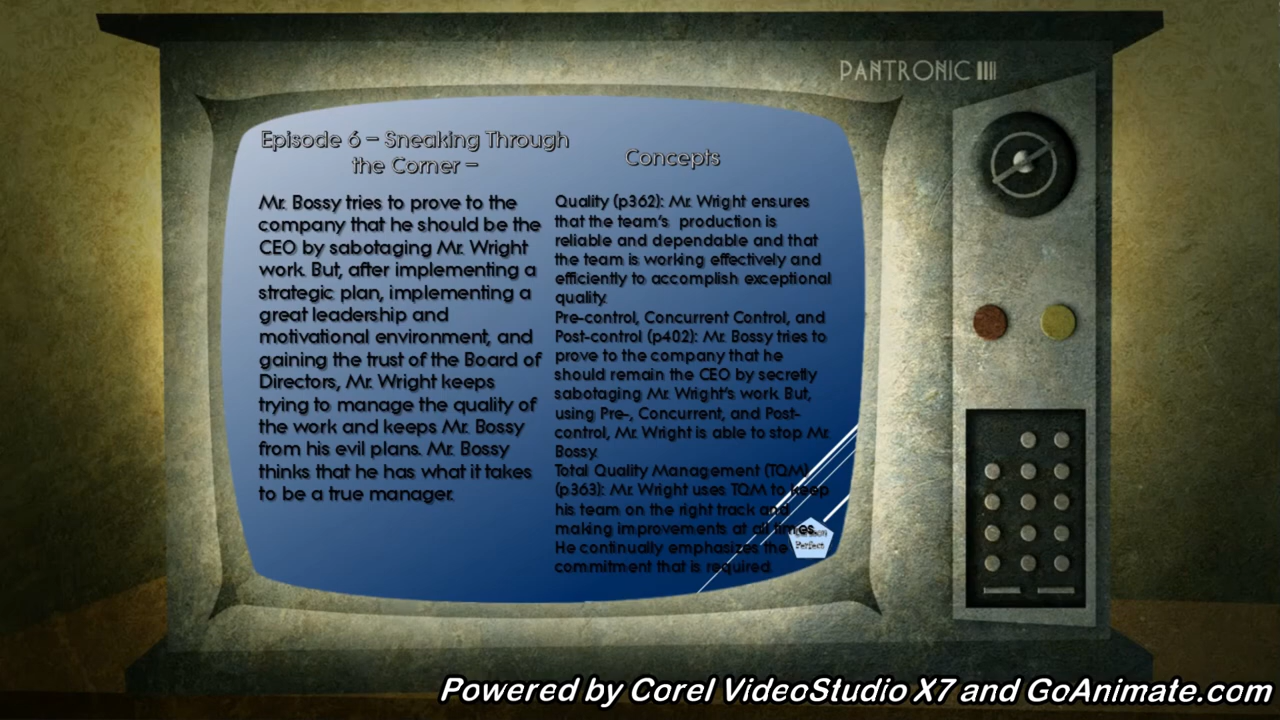 PANTRONIC
Episode 6 – Sneaking Through
the Corner –
Mr. Bossy tries to prove to the
company that he should be the
CEO by sabotaging Mr. Wright
work. But, after implementing a
strategic plan, implementing a
great leadership and
motivational environment, and
gaining the trust of the Board of
Directors, Mr. Wright keeps
trying to manage the quality of
the work and keeps Mr. Bossy
from his evil plans. Mr. Bossy
thinks that he has what it takes
to be a true manager.
Concepts
Quality (p362): Mr. Wright ensures
that the team's production is
reliable and dependable and that
the team is working effectively and
efficiently to accomplish exceptional
quality.
Pre-control, Concurrent Control, and
Post-control (p402): Mr. Bossy tries to
prove to the company that he
should remain the CEO by secretly
sabotaging Mr. Wright's work. But,
using Pre-, Concurrent, and Post-
control, Mr. Wright is able to stop Mr.
Bossy.
Total Quality Management (TQM)
(p363): Mr. Wright uses TQM to keep
his team on the right track and
making improvements at all times.
He continually emphasizes the
commitment that is required.
Perfect
Powered by Corel VideoStudio X7 and GoAnimate.com